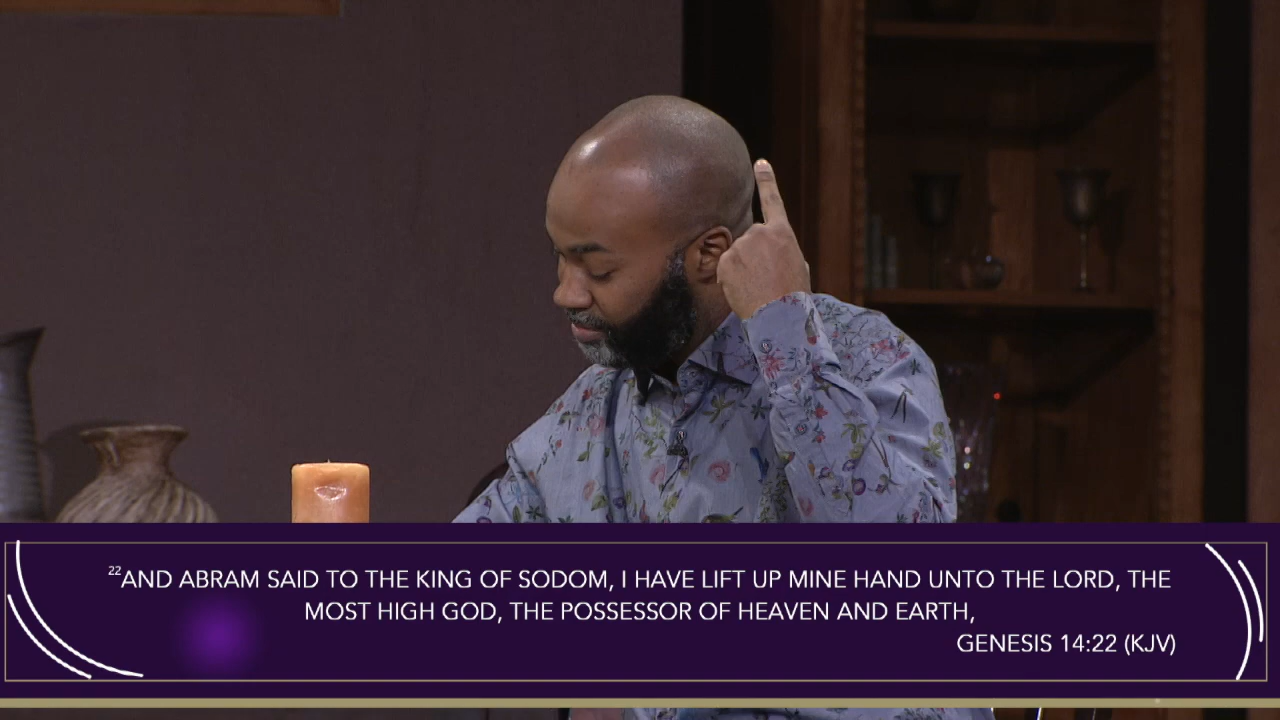 ²²AND ABRAM SAID TO THE KING OF SODOM, I HAVE LIFT UP MINE HAND UNTO THE LORD, THE
MOST HIGH GOD, THE POSSESSOR OF HEAVEN AND EARTH,
GENESIS 14:22 (KJV)